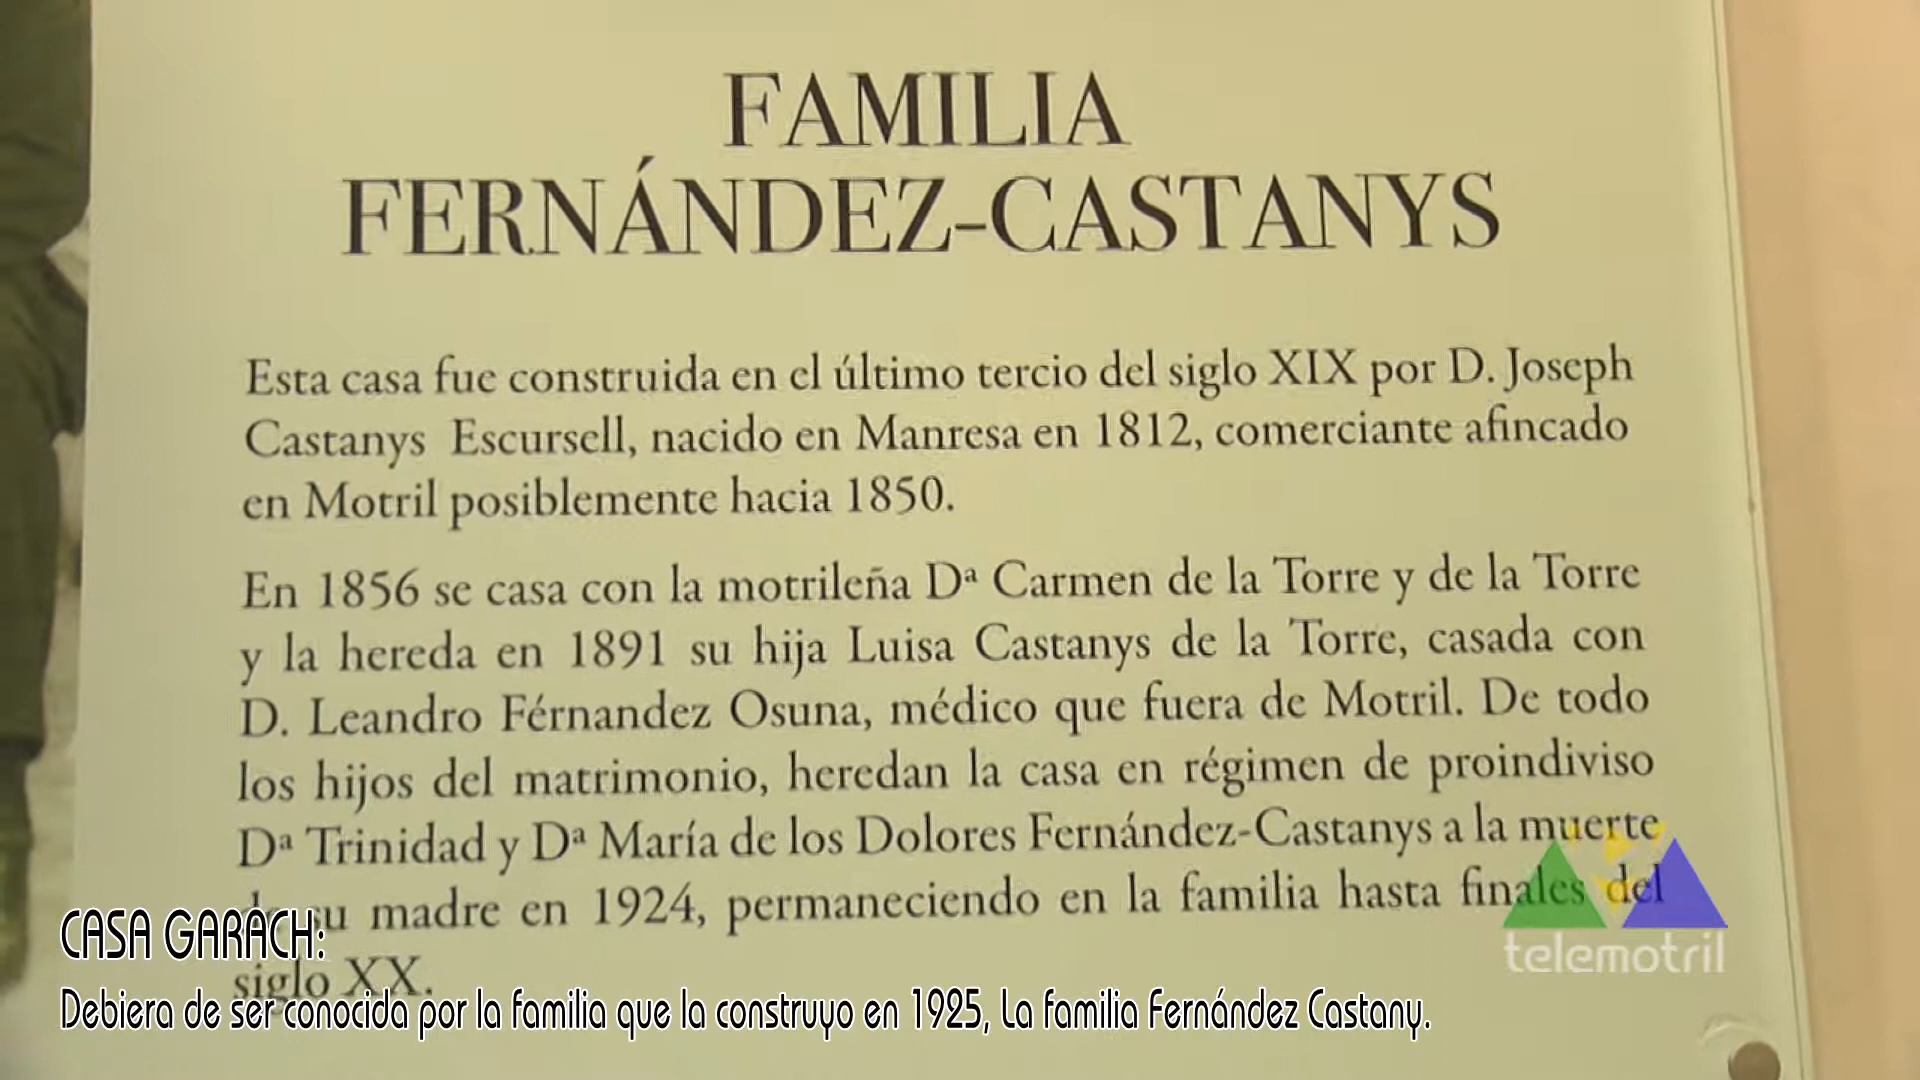 FAMILIA
FERNÁNDEZ-CASTANYS
Esta casa fue construida en el último tercio del siglo XIX por D. Joseph
Castanys Escursell, nacido en Manresa en 1812, comerciante afincado
en Motril posiblemente hacia 1850.
En 1856 se casa con la motrileña Dª Carmen de la Torre y de la Torre
y la hereda en 1891 su hija Luisa Castanys de la Torre, casada con
D. Leandro Férnandez Osuna, médico que fuera de Motril. De todo
los hijos del matrimonio, heredan la casa en régimen de proindiviso
Dª Trinidad y Dª María de los Dolores Fernández-Castanys a la muerte
de su madre en 1924, permaneciendo en la familia hasta finales del
siglo XX.
telemotril
CASA GARACH:
Debiera de ser conocida por la familia que la construyo en 1925, La familia Fernández Castany.